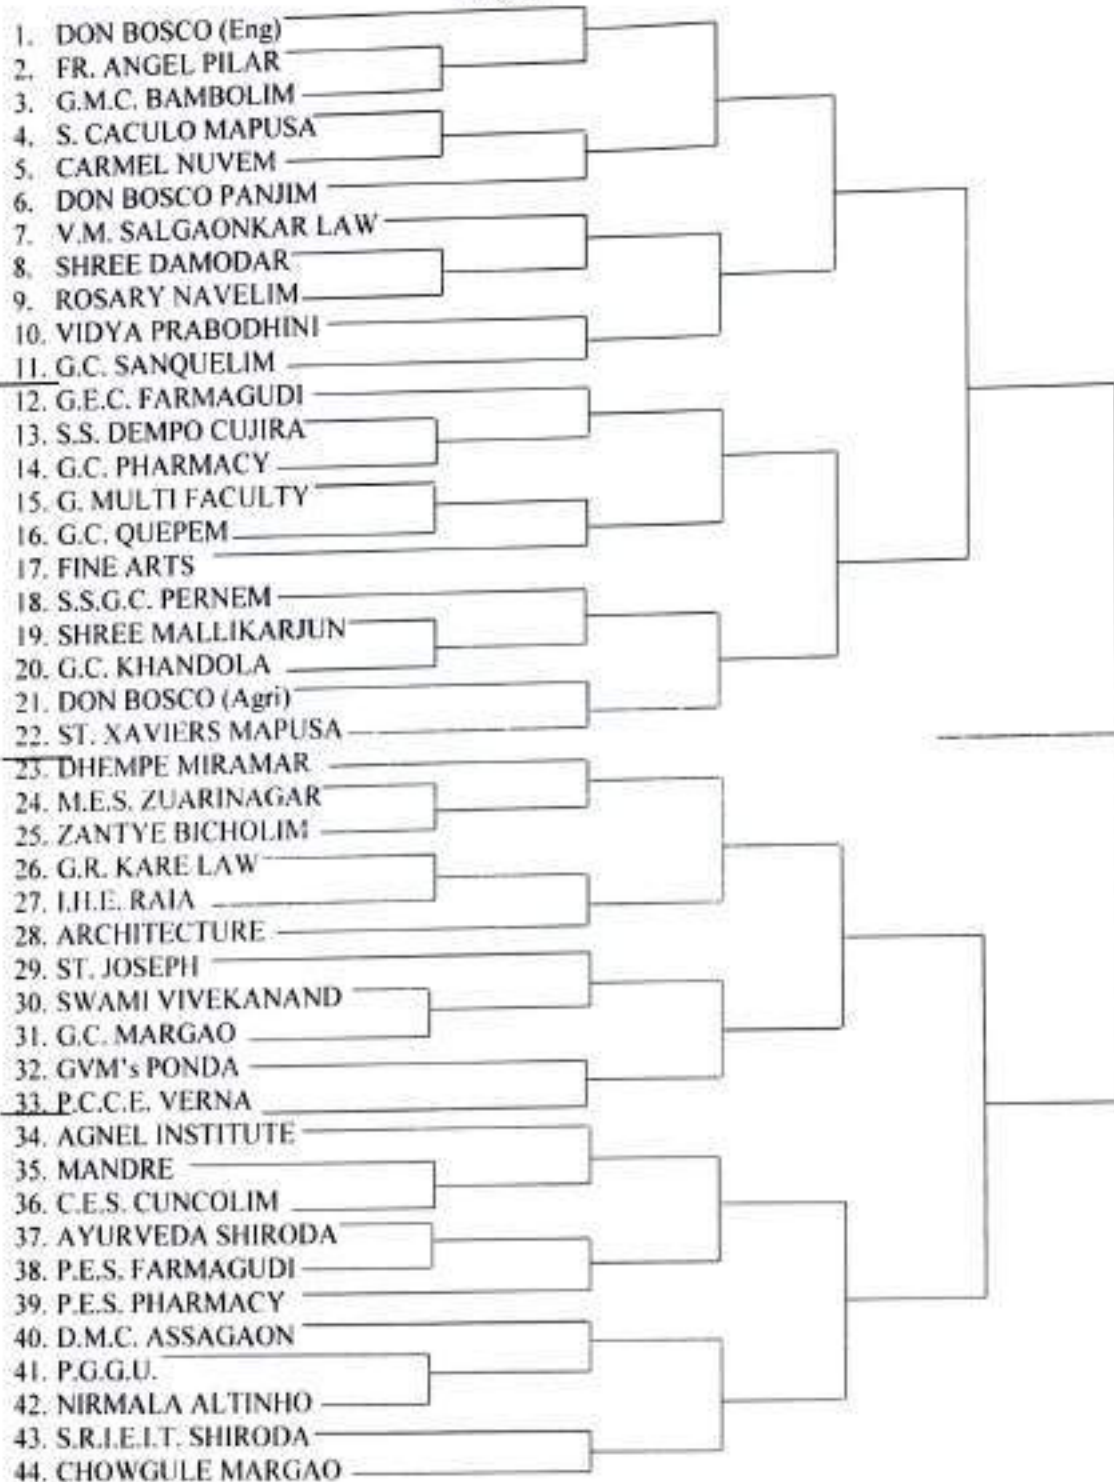 1. DON BOSCO (Eng)
2. FR. ANGEL PILAR
3. G.M.C. BAMBOLIM
4. S. CACULO MAPUSA
5. CARMEL NUVEM
6. DON BOSCO PANJIM
7. V.M. SALGAONKAR LAW
8. SHREE DAMODAR
9. ROSARY NAVELIM
10. VIDYA PRABODHINI
11. G.C. SANQUELIM
12. G.E.C. FARMAGUDI
13. S.S. DEMPO CUJIRA
14. G.C. PHARMACY
15. G. MULTI FACULTY
16. G.C. QUEPEM
17. FINE ARTS
18. S.S.G.C. PERNEM
19. SHREE MALLIKARJUN
20. G.C. KHANDOLA
21. DON BOSCO (Agri)
22. ST. XAVIERS MAPUSA
23. DHEMPE MIRAMAR
24. M.E.S. ZUARINAGAR
25. ZANTYE BICHOLIM
26. G.R. KARE LAW
27. I.H.E. RAIA
28. ARCHITECTURE
29. ST. JOSEPH
30. SWAMI VIVEKANAND
31. G.C. MARGAO
32. GVM's PONDA
33. P.C.C.E. VERNA
34. AGNEL INSTITUTE
35. MANDRE
36. C.E.S. CUNCOLIM
37. AYURVEDA SHIRODA
38. P.E.S. FARMAGUDI
39. P.E.S. PHARMACY
40. D.M.C. ASSAGAON
41. P.G.G.U.
42. NIRMALA ALTINHO
43. S.R.I.E.I.T. SHIRODA
44. CHOWGULE MARGAO